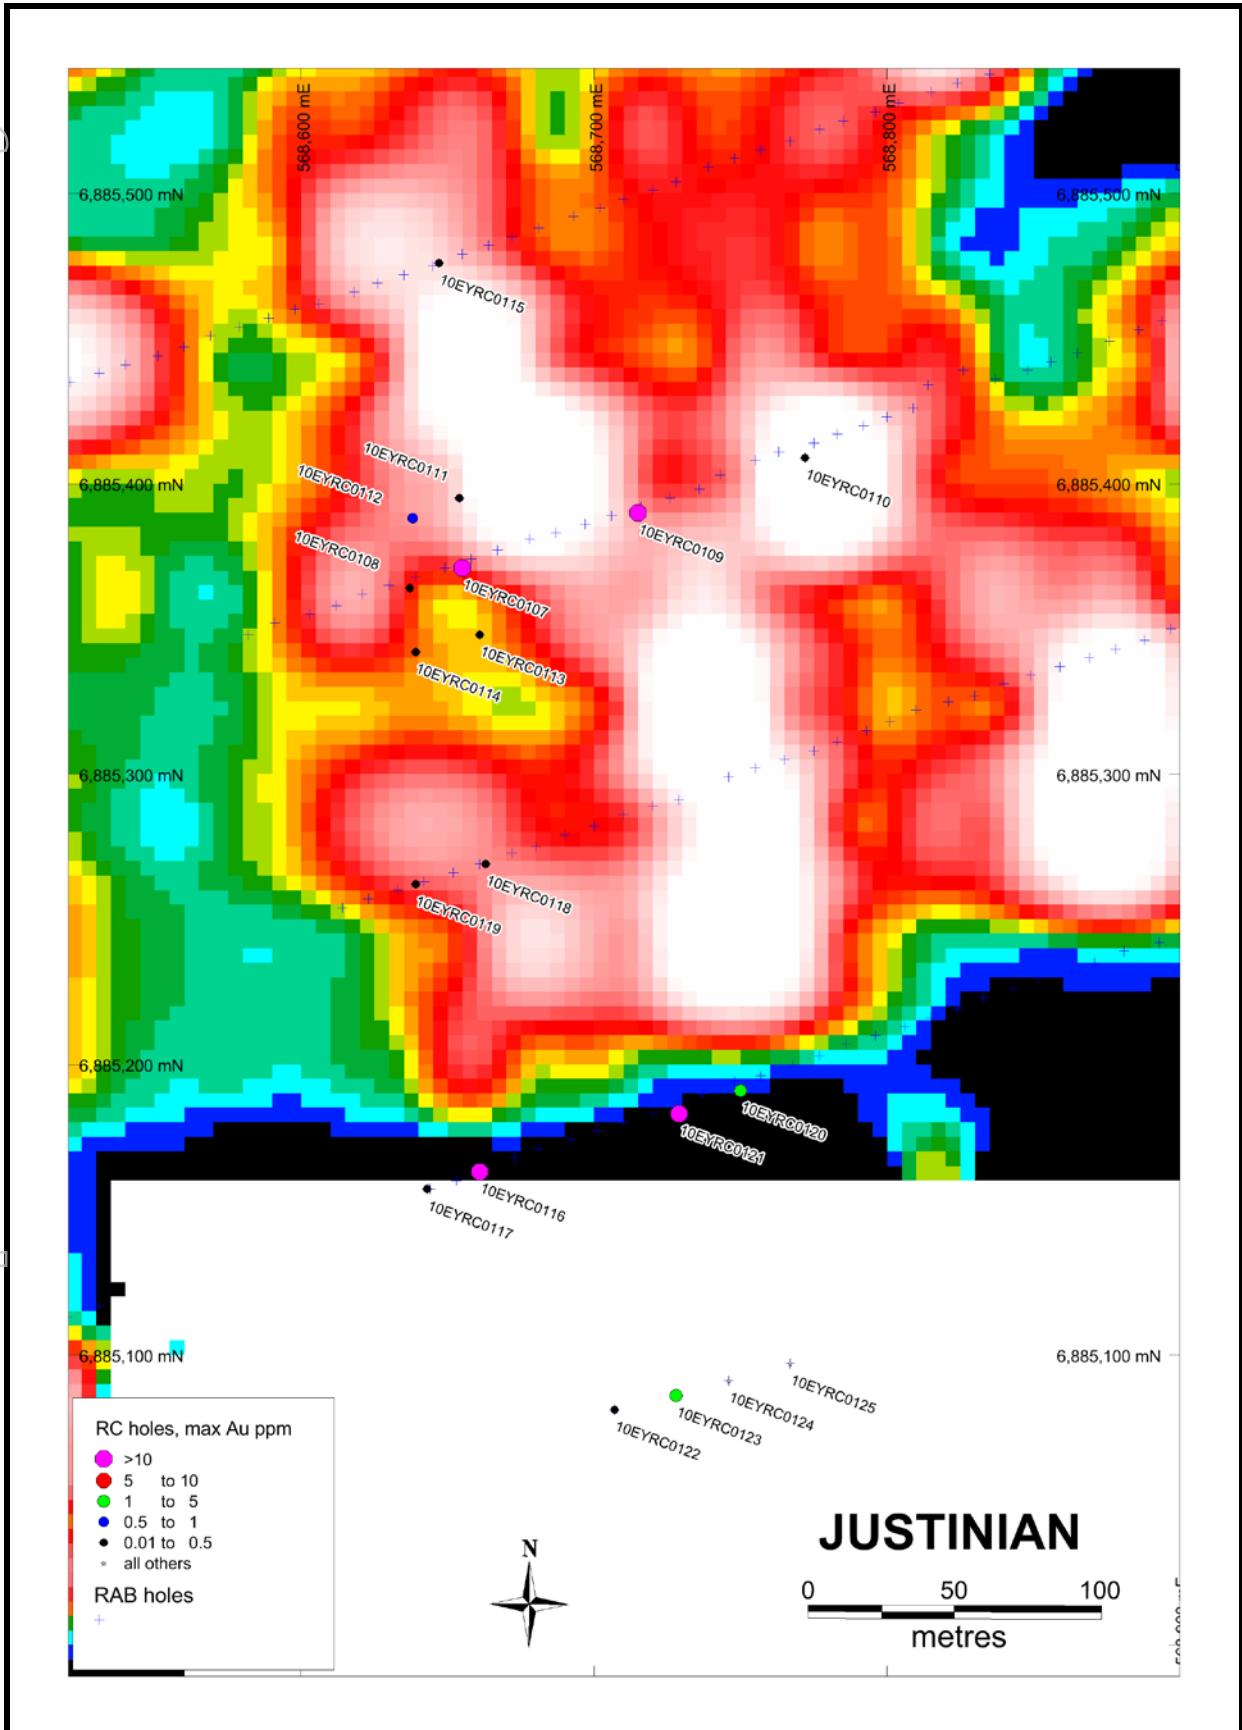 568,600 mE
568,700 mE
568,800 mE
6,885,500 mN
6,885,500 mN
10EYRC0115
10EYRC0111
10EYRC0112
6,885,400 mN
6,885,400 mN
10EYRC0110
10EYRC0109
10EYRC0108
10EYRC0107
10EYRC0113
10EYRC0114
6,885,300 mN
6,885,300 mN
10EYRC0118
10EYRC0119
6,885,200 mN
10EYRC0120
10EYRC0121
10EYRC0116
10EYRC0117
6,885,100 mN
6,885,100 mN
10EYRC0125
10EYRC0124
10EYRC0123
10EYRC0122
RC holes, max Au ppm
>10
5 to 10
1 to 5
0.5 to 1
0.01 to 0.5
all others
RAB holes
N
JUSTINIAN
0 50 100
metres